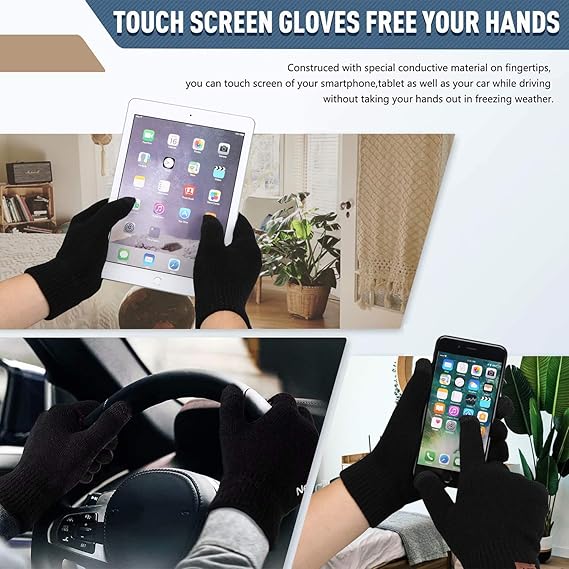 TOUCH SCREEN GLOVES FREE YOUR HANDS
Construced with special conductive material on fingertips,
you can touch screen of your smartphone,tablet as well as your car while driving
without taking your hands out in freezing weather.